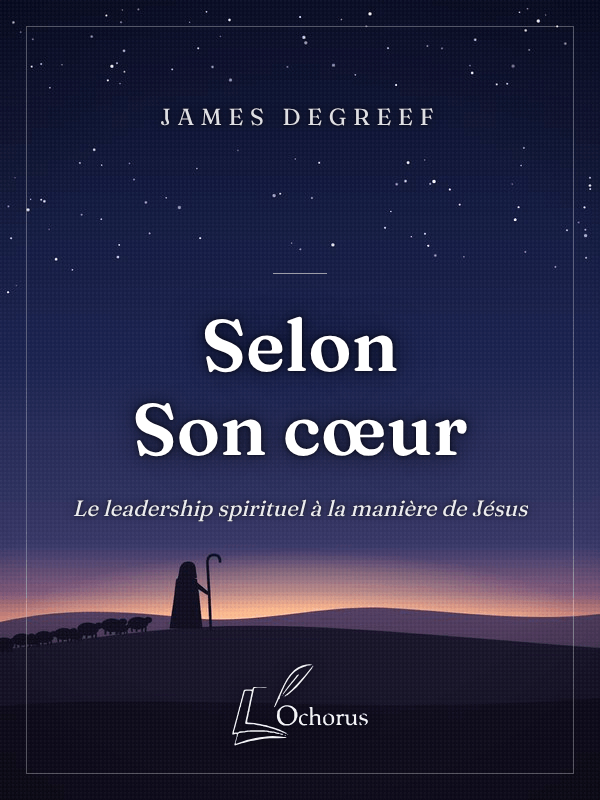 JAMES DEGREEF
Selon
Son cœur
Le leadership spirituel à la manière de Jésus
Ochorus